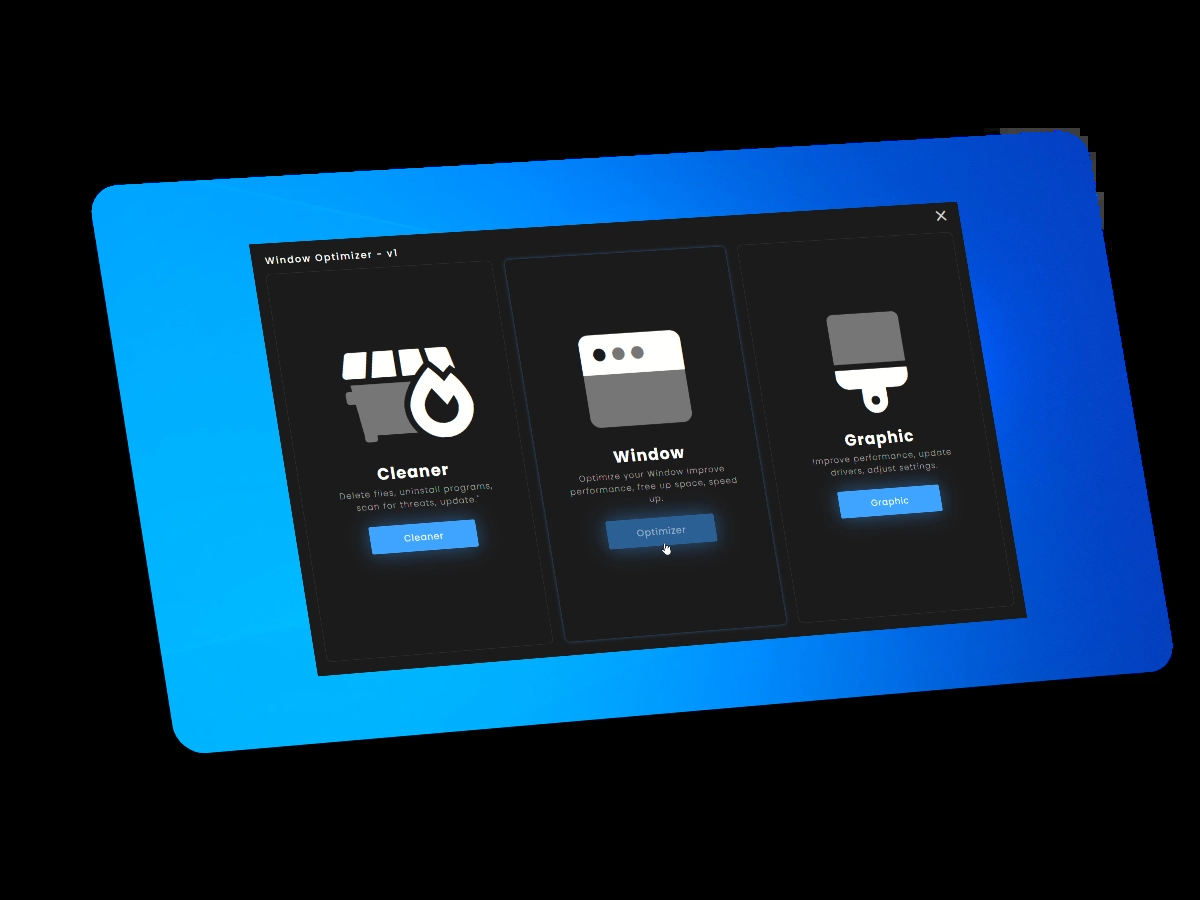 Window Optimizer - v1
Cleaner
Delete files, uninstall programs,
scan for threats, update."
Cleaner
Window
Optimize your Window improve
performance, free up space, speed
up.
Optimizer
Graphic
Improve performance, update
drivers, adjust settings.
Graphic